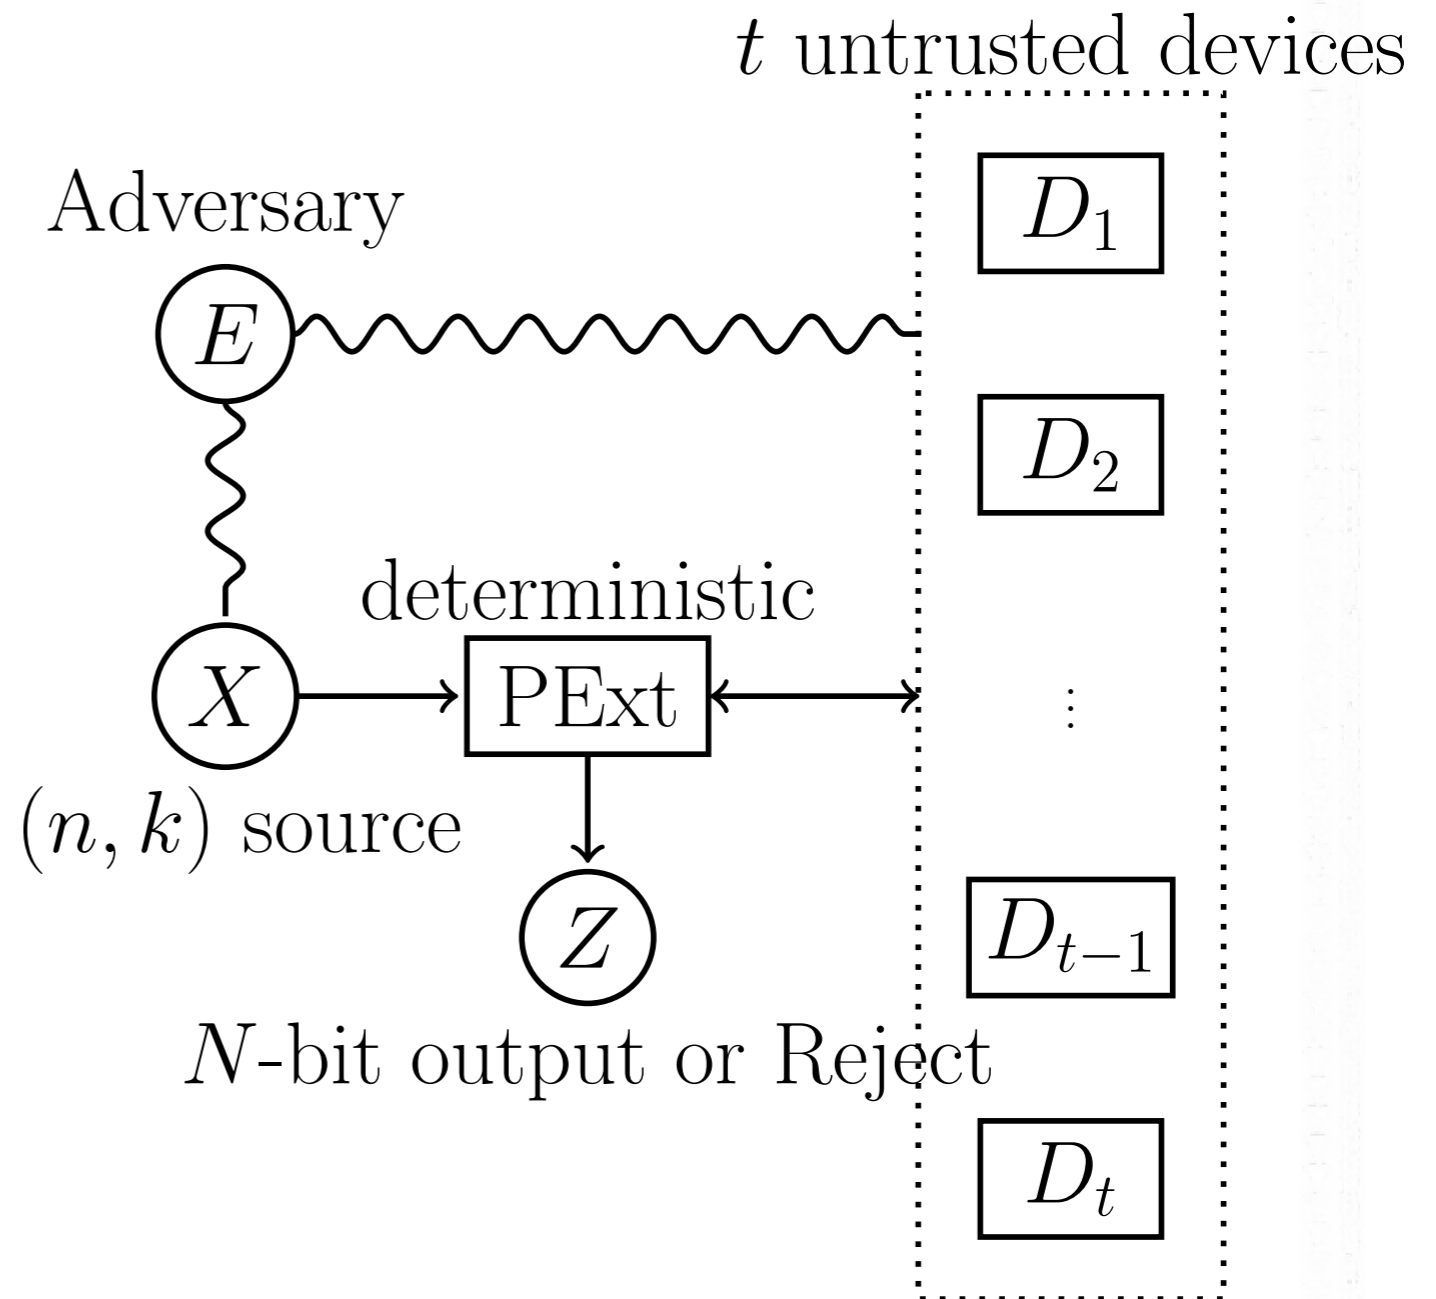 t untrusted devices
D₁
Adversary
E
D₂
deterministic
X
PExt
⋮
(n, k) source
Z
Dₜ₋₁
N-bit output or Reject
Dₜ